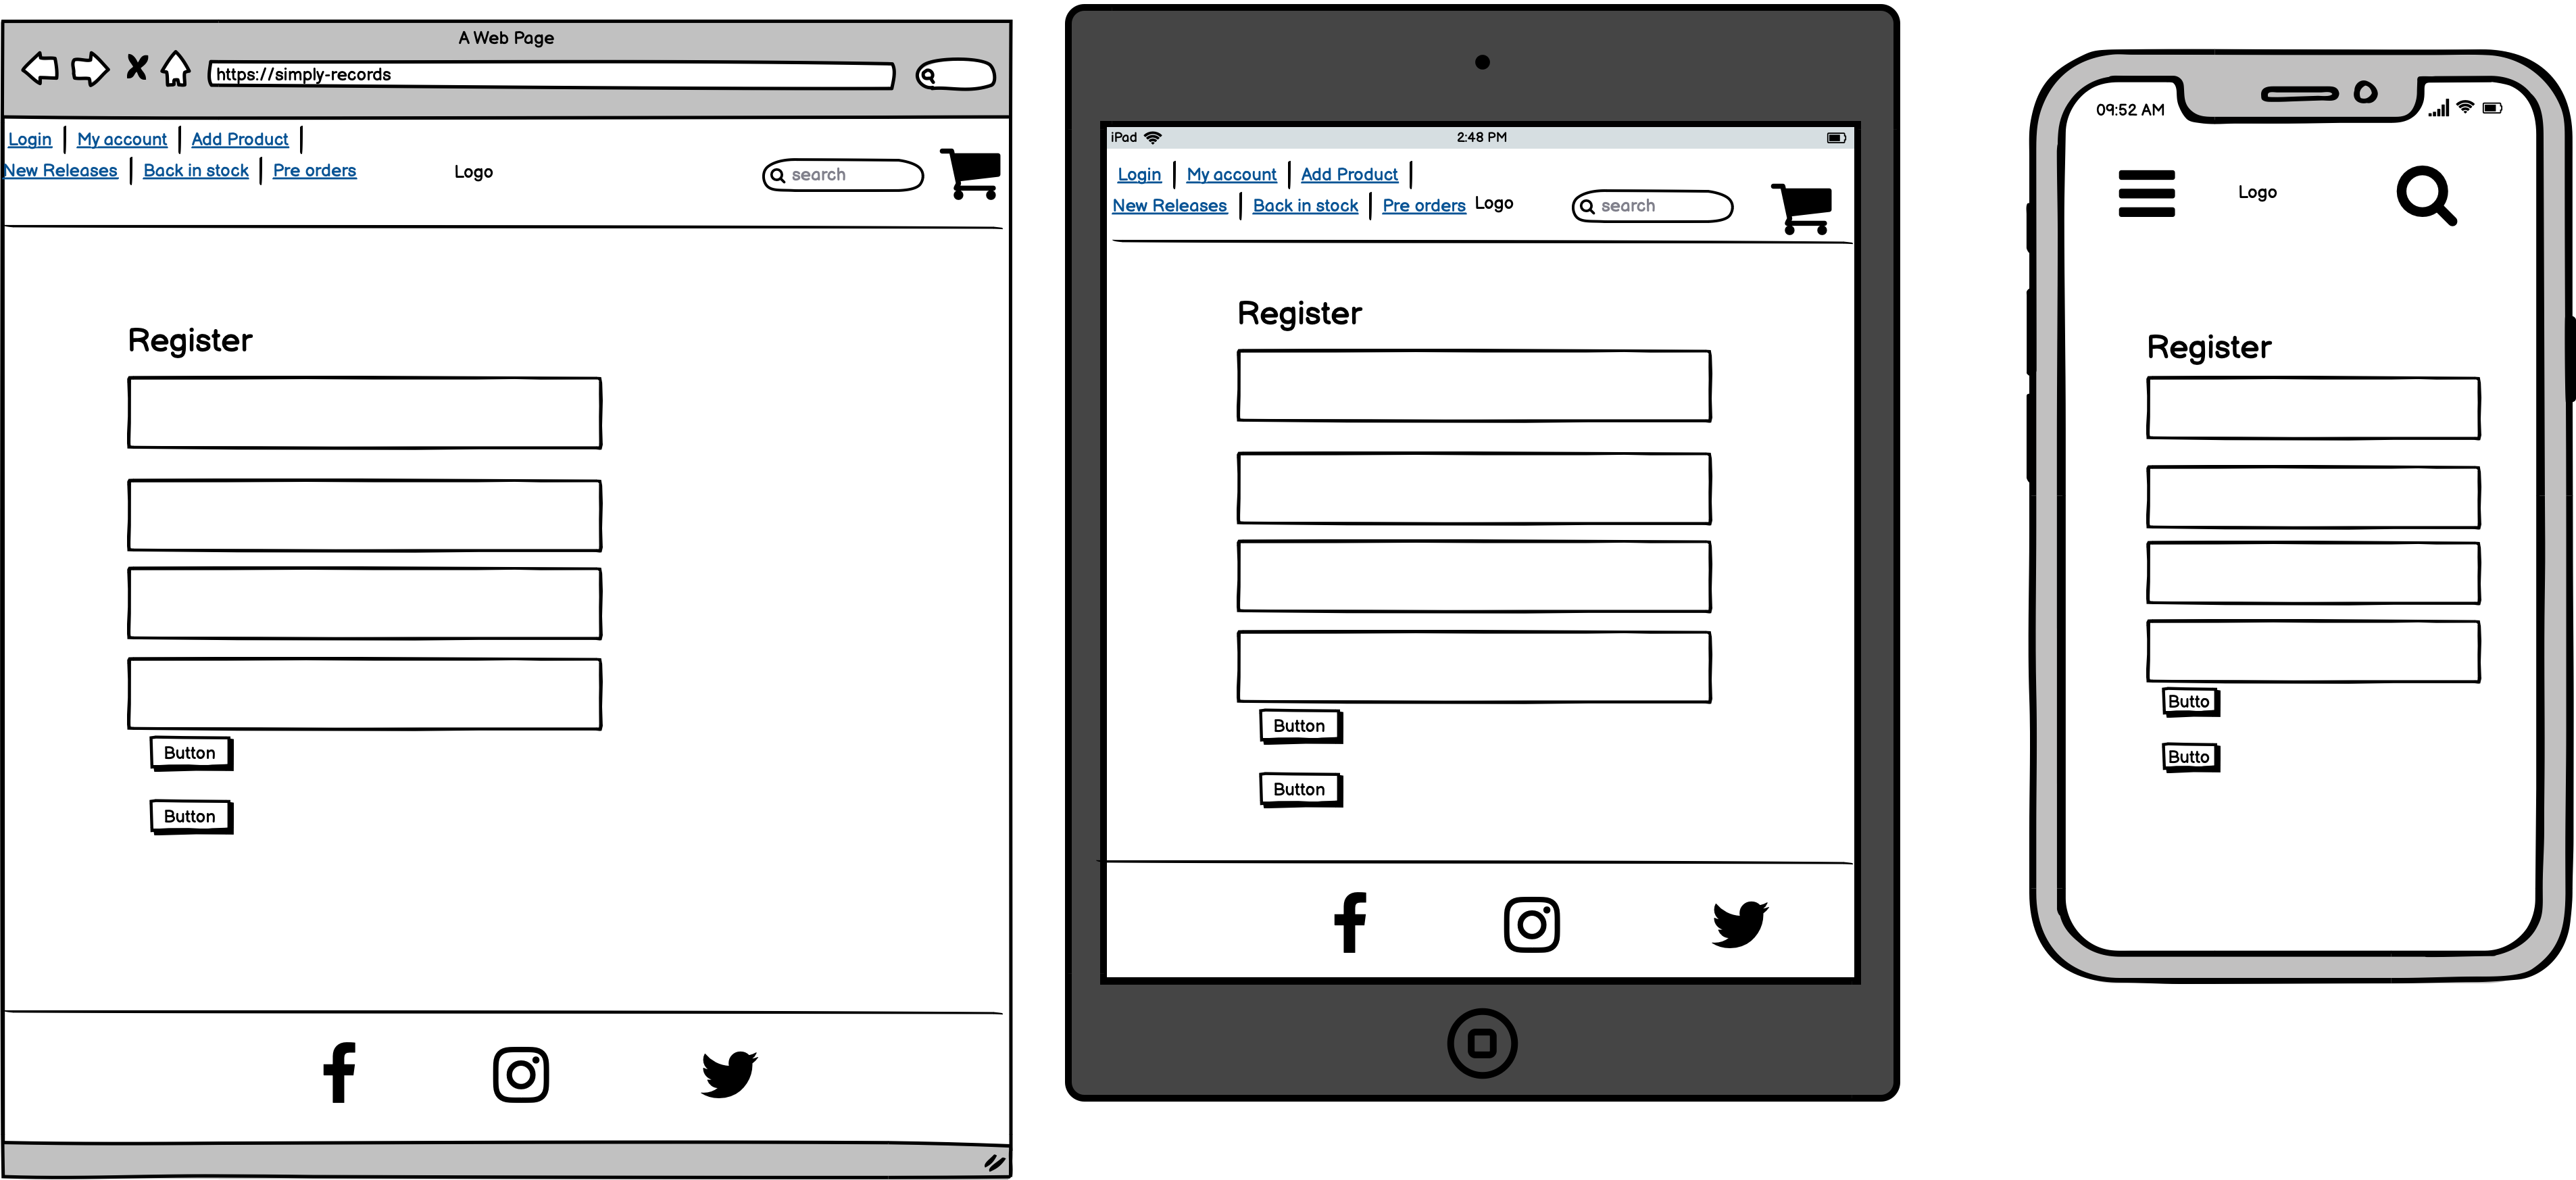 A Web Page
https://simply-records
Login My account Add Product
New Releases Back in stock Pre orders Logo search
Register
Button
Button
iPad 2:48 PM
Login My account Add Product
New Releases Back in stock Pre orders Logo search
Register
Button
Button
09:52 AM
Logo
Register
Butto
Butto